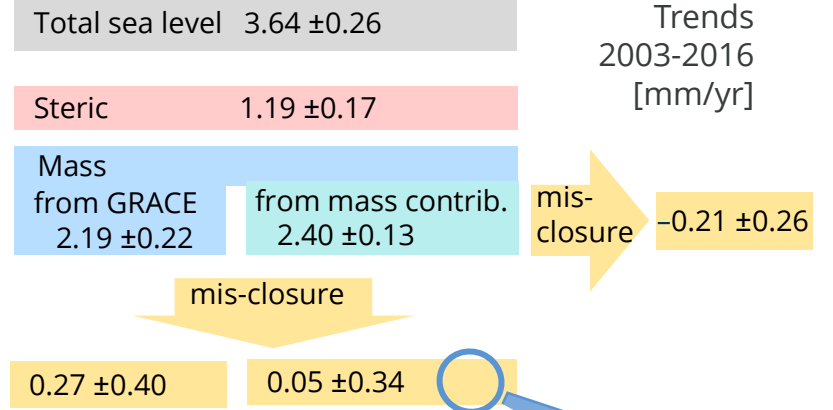 Total sea level 3.64 ±0.26
Trends
2003-2016
[mm/yr]
Steric 1.19 ±0.17
Mass
from GRACE
2.19 ±0.22
from mass contrib.
2.40 ±0.13
mis-
closure
–0.21 ±0.26
mis-closure
0.27 ±0.40
0.05 ±0.34